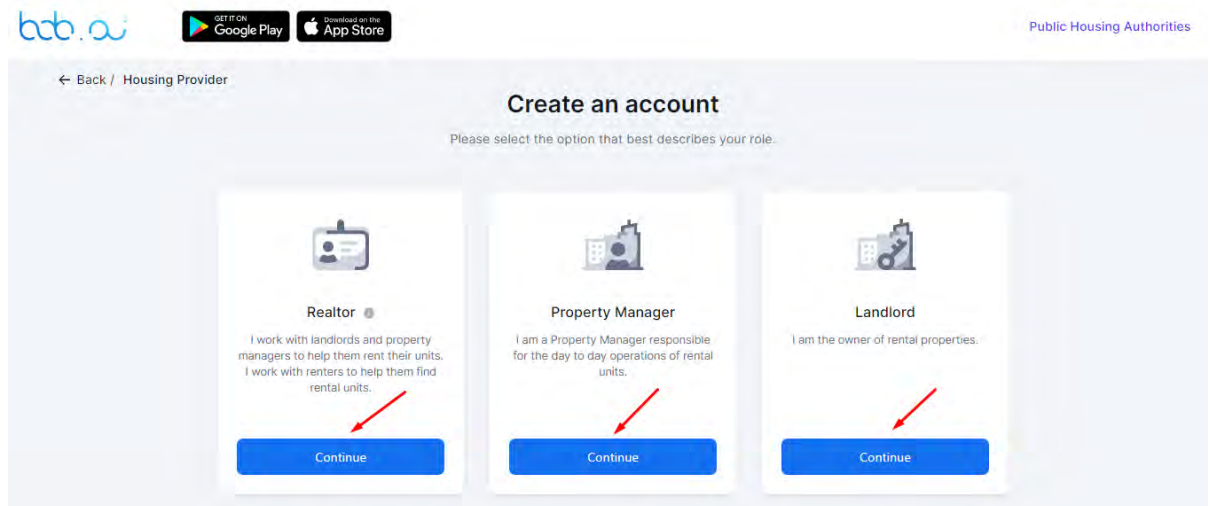 bob.ai
GET IT ON
Google Play
Download on the
App Store
Public Housing Authorities
← Back / Housing Provider
Create an account
Please select the option that best describes your role.
Realtor
I work with landlords and property
managers to help them rent their units.
I work with renters to help them find
rental units.
Continue
Property Manager
I am a Property Manager responsible
for the day to day operations of rental
units.
Continue
Landlord
I am the owner of rental properties.
Continue